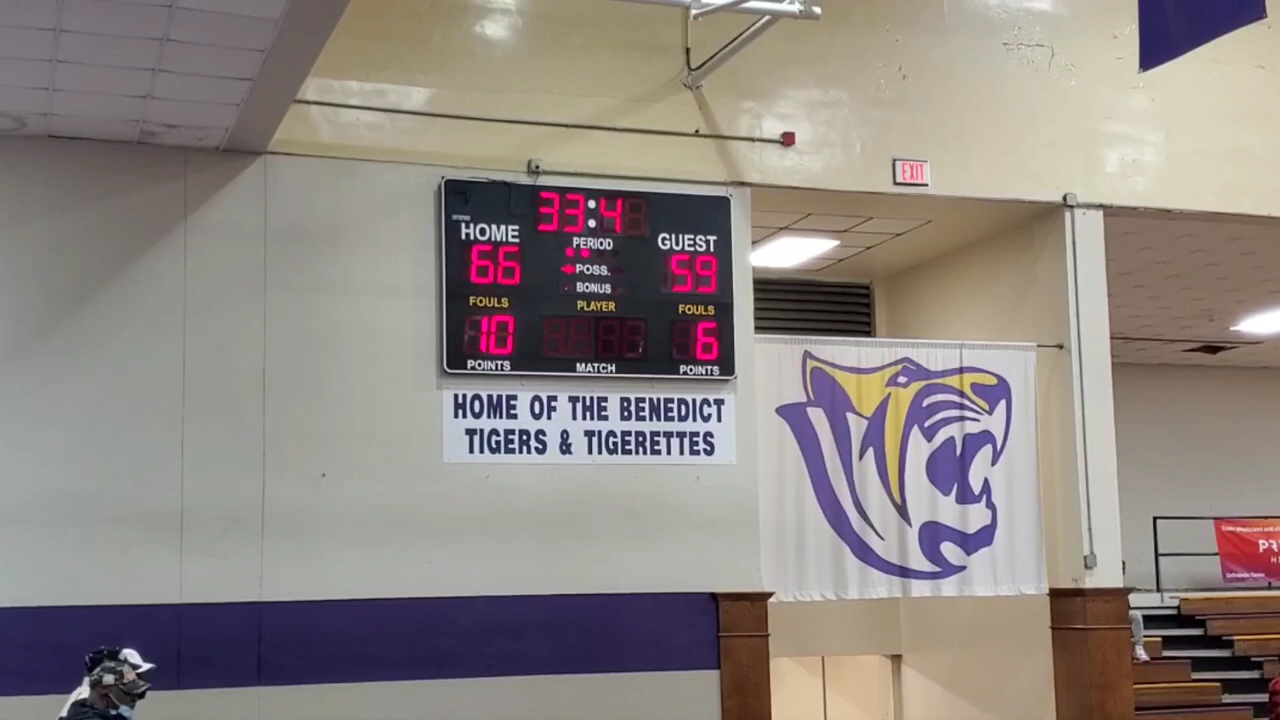 EXIT
33:4
HOME
PERIOD
GUEST
66
POSS.
59
BONUS
FOULS
PLAYER
FOULS
10
6
POINTS
MATCH
POINTS
HOME OF THE BENEDICT
TIGERS & TIGERETTES